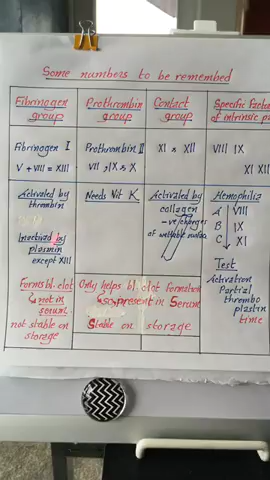 Some numbers to be remembered
Fibrinogen group
Prothrombin group
Contact group
Specific Factors
of intrinsic
Fibrinogen I
V + VIII = XIII
Prothrombin II
VII, IX & X
XI & XII
VIII IX
XI XII
Activated by
thrombin
Inactived by
plasmin
except XIII
Needs Vit K
Activated by
collagen
-ve charges
of wettable surface
Hemophilia
A VIII
B IX
C XI
Forms bl. clot
not in
serum
not stable on
storage
Only helps bl. clot formation
so present in Serum
Stable on storage
Test
Activation
Partial
thrombo
plastin
time